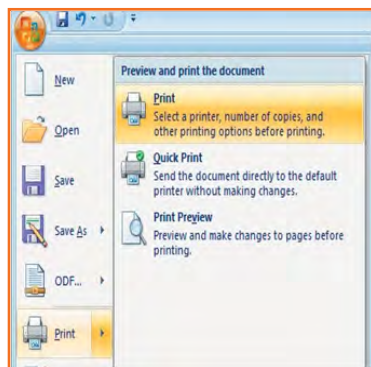 New
Open
Save
Save As
ODF...
Print
Preview and print the document
Print
Select a printer, number of copies, and
other printing options before printing.
Quick Print
Send the document directly to the default
printer without making changes.
Print Preview
Preview and make changes to pages before
printing.